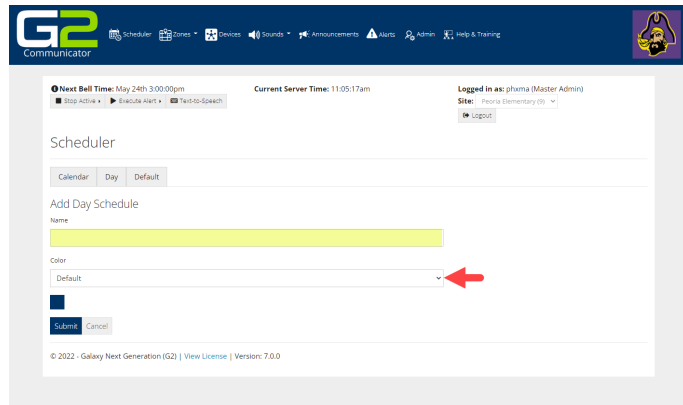 G2
Communicator
Scheduler Zones Devices Sounds Announcements Alerts Admin Help & Training
Next Bell Time: May 24th 3:00:00pm Current Server Time: 11:05:17am Logged in as: phxma (Master Admin)
Stop Active Execute Alert Text-to-Speech Site: Peoria Elementary (9)
Logout
Scheduler
Calendar Day Default
Add Day Schedule
Name
Color
Default
Submit Cancel
© 2022 - Galaxy Next Generation (G2) | View License | Version: 7.0.0